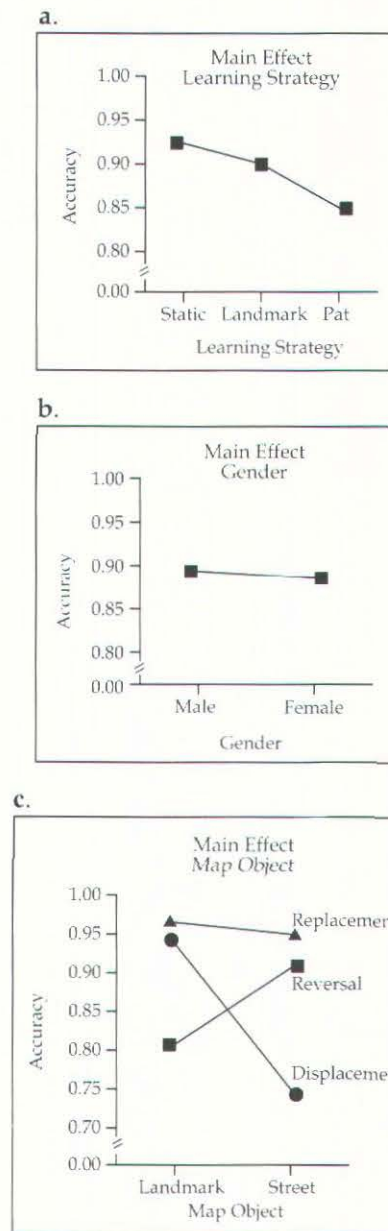 a.
Main Effect
Learning Strategy
1.00
0.95
0.90
0.85
0.80
0.00
Accuracy
Static Landmark Pat
Learning Strategy
b.
Main Effect
Gender
1.00
0.95
0.90
0.85
0.80
0.00
Accuracy
Male Female
Gender
c.
Main Effect
Map Object
1.00
0.95
0.90
0.85
0.80
0.75
0.70
0.00
Accuracy
Replacemen
Reversal
Displaceme
Landmark Street
Map Object